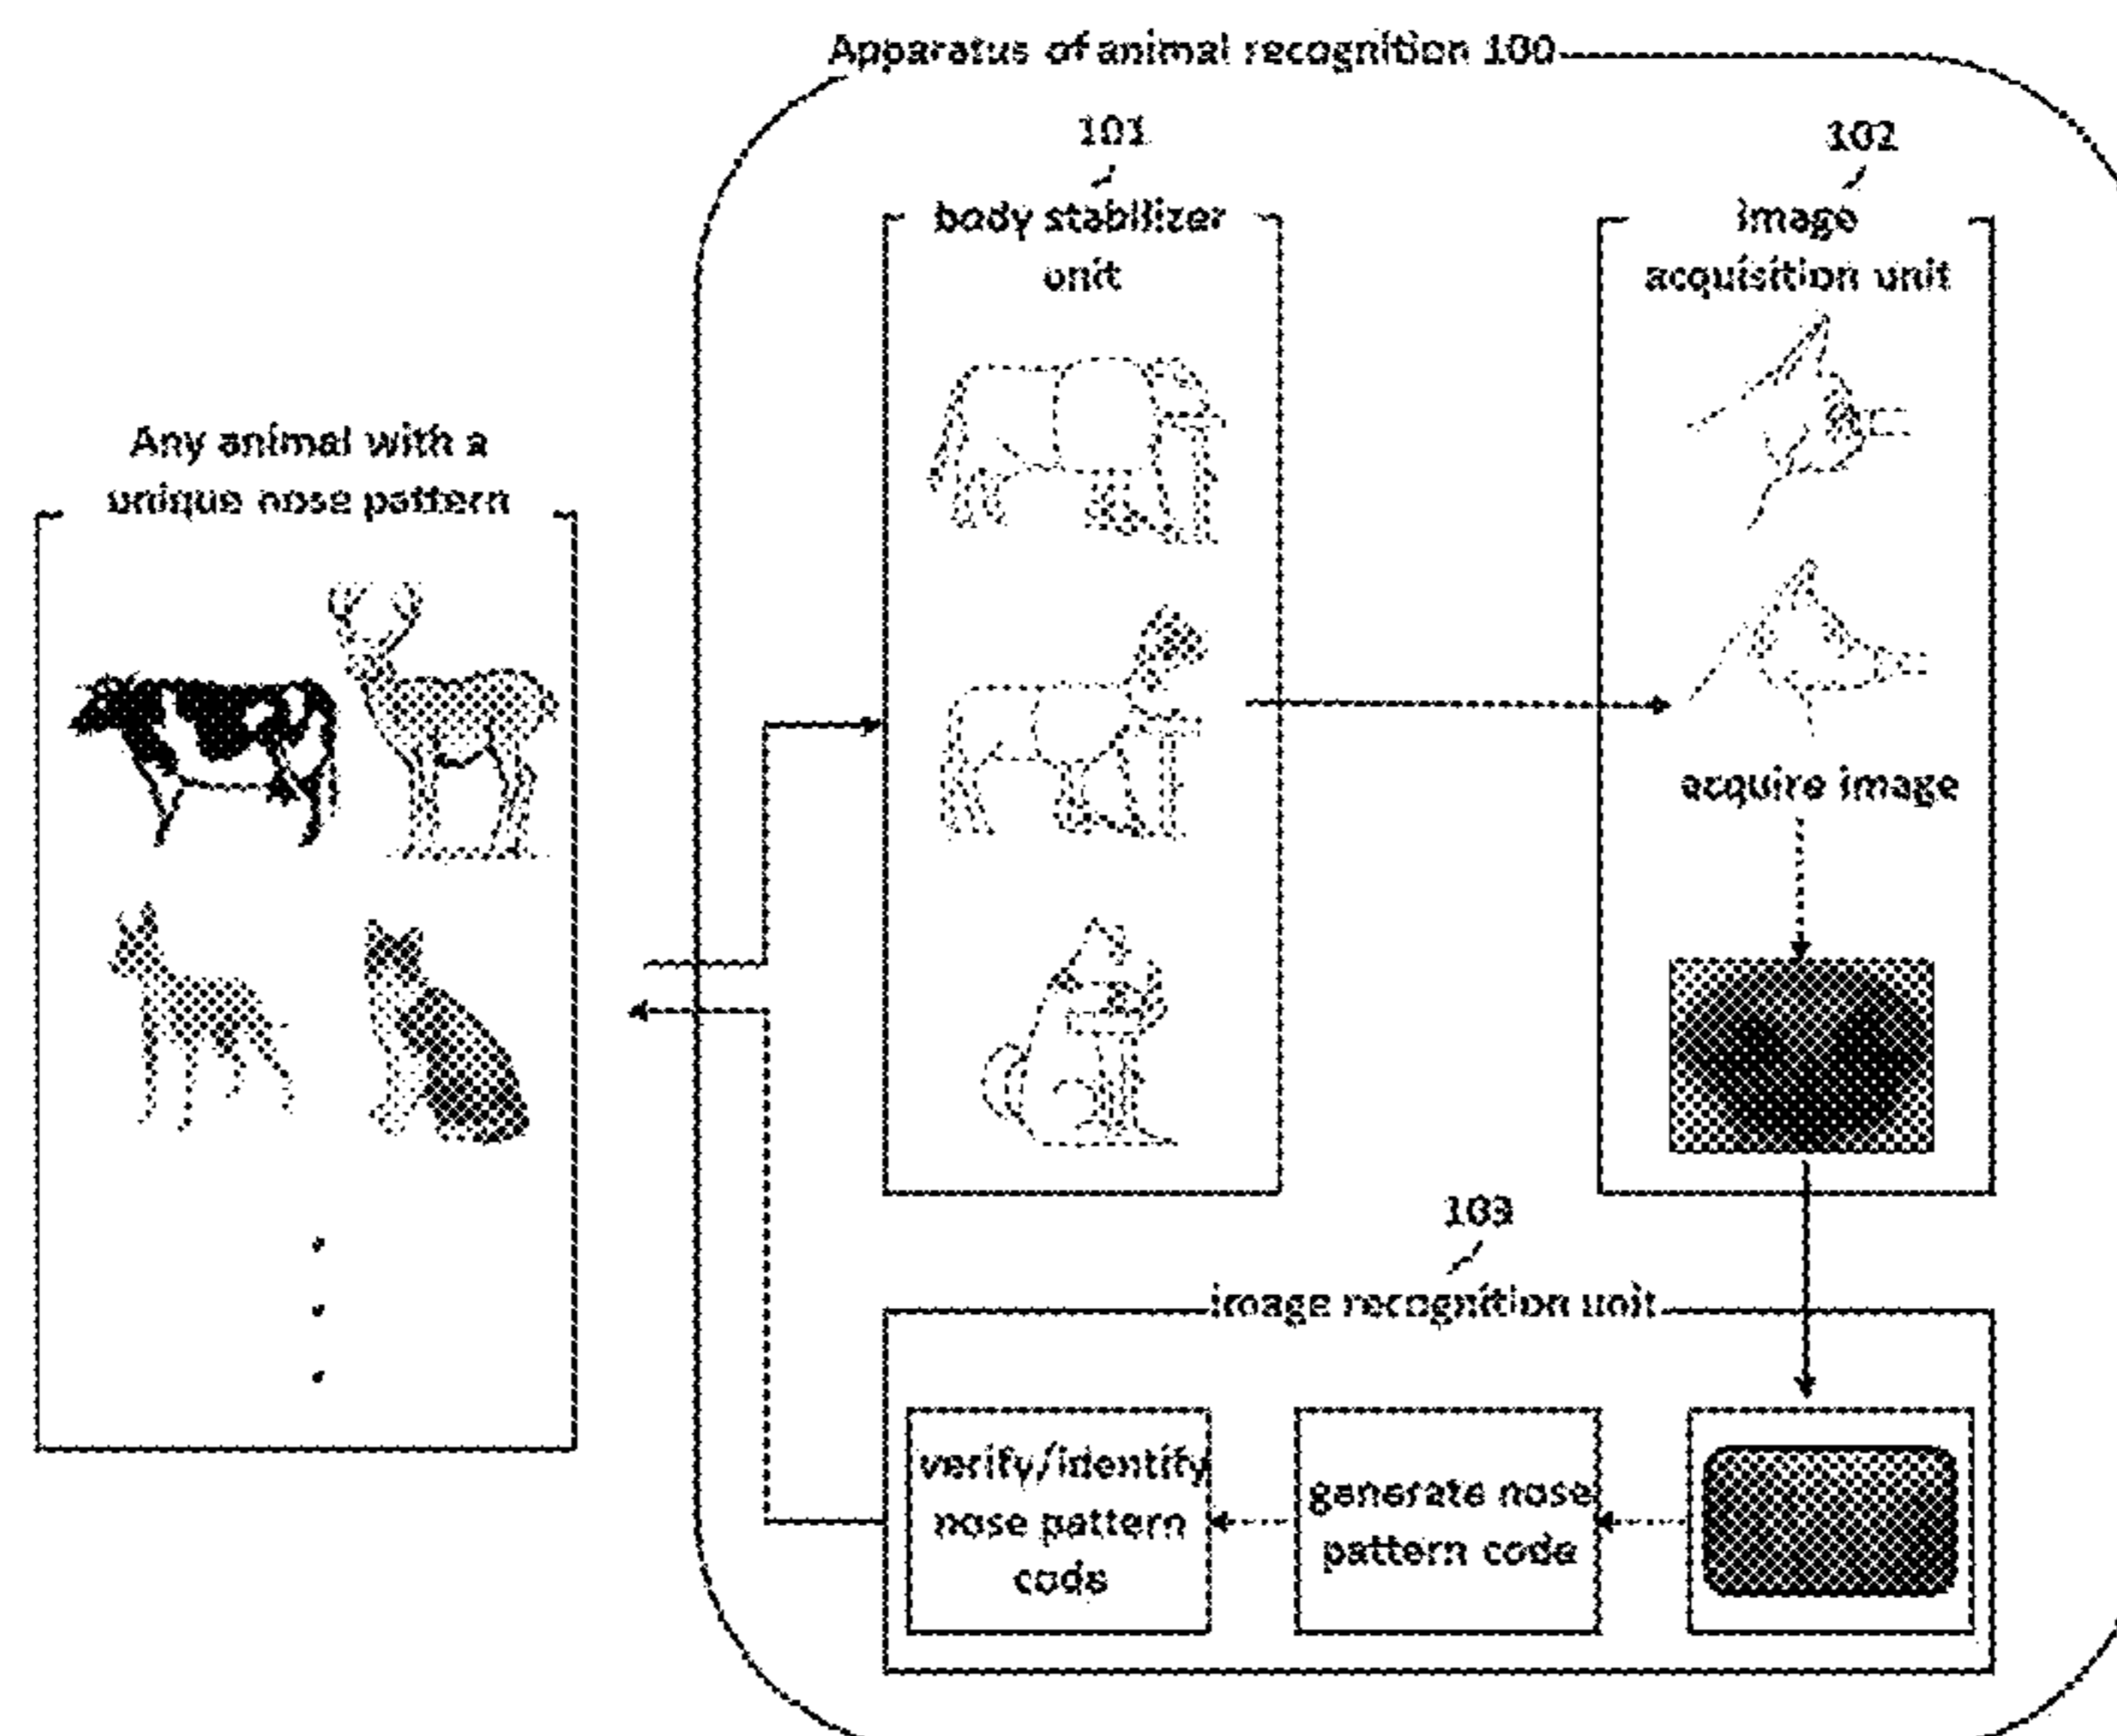 Apparatus of animal recognition 100
101
body stabilizer
unit
102
image
acquisition unit
Any animal with a
unique nose pattern
acquire image
103
image recognition unit
verify/identify
nose pattern
code
generate nose
pattern code